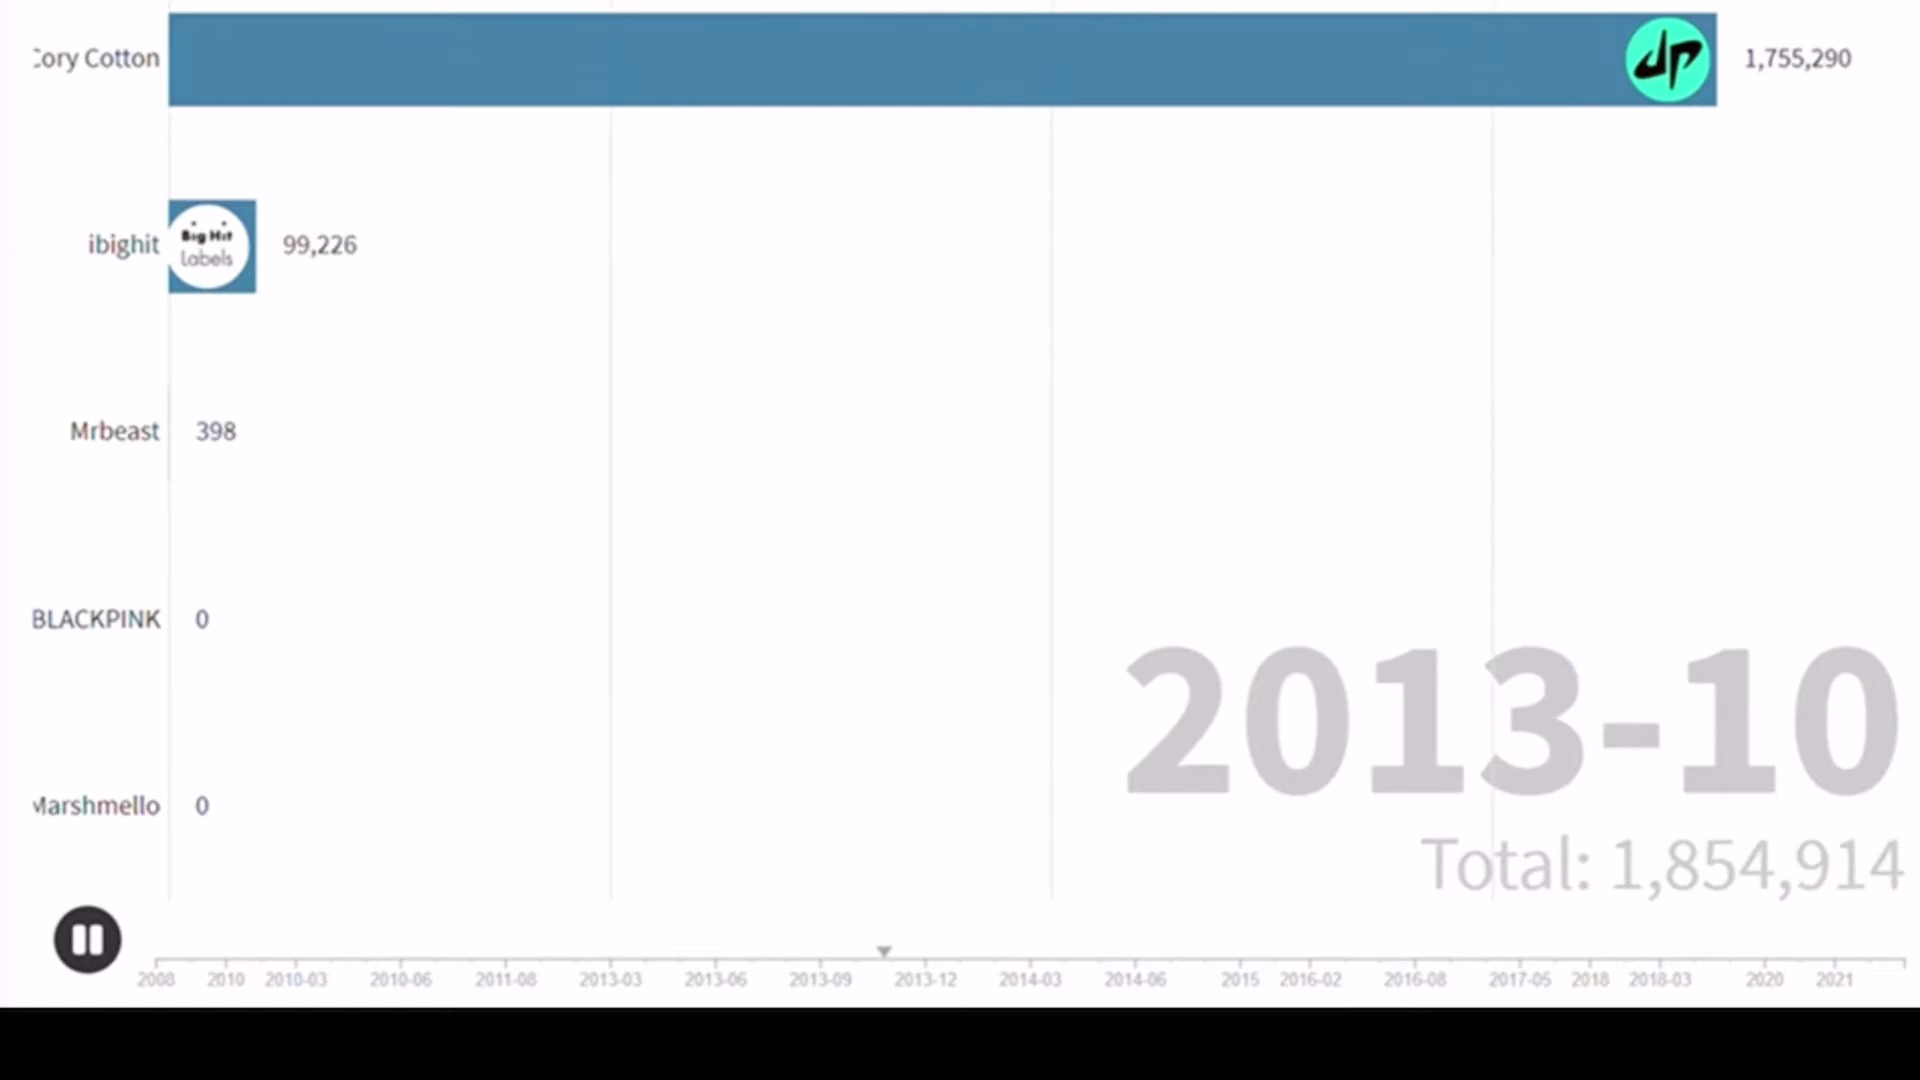 Cory Cotton 1,755,290
ibighit Big Hit Labels 99,226
Mrbeast 398
BLACKPINK 0
Marshmello 0
2013-10
Total: 1,854,914
2008 2010 2010-03 2010-06 2011-08 2013-03 2013-06 2013-09 2013-12 2014-03 2014-06 2015 2016-02 2016-08 2017-05 2018 2018-03 2020 2021